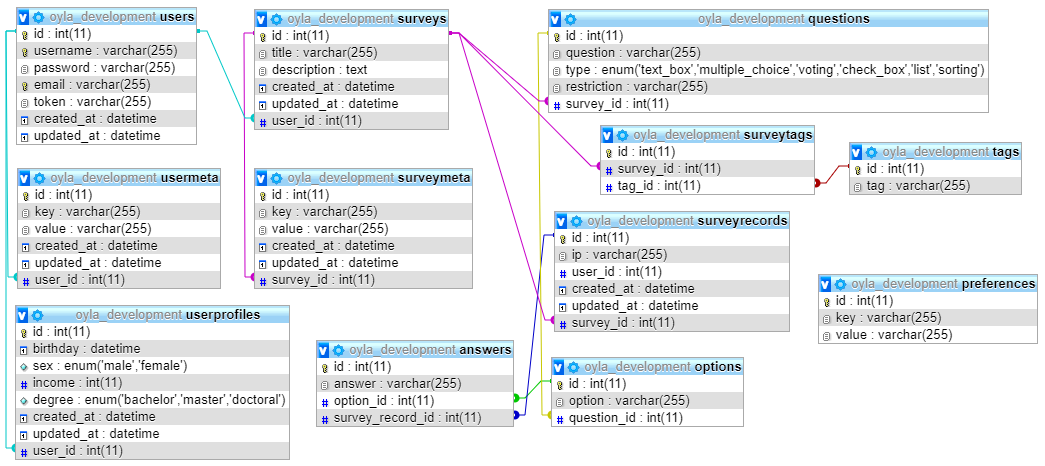 oyla_development users
id : int(11)
username : varchar(255)
password : varchar(255)
email : varchar(255)
token : varchar(255)
created_at : datetime
updated_at : datetime
oyla_development surveys
id : int(11)
title : varchar(255)
description : text
created_at : datetime
updated_at : datetime
user_id : int(11)
oyla_development questions
id : int(11)
question : varchar(255)
type : enum('text_box','multiple_choice','voting','check_box','list','sorting')
restriction : varchar(255)
survey_id : int(11)
oyla_development surveytags
id : int(11)
survey_id : int(11)
tag_id : int(11)
oyla_development tags
id : int(11)
tag : varchar(255)
oyla_development usermeta
id : int(11)
key : varchar(255)
value : varchar(255)
created_at : datetime
updated_at : datetime
user_id : int(11)
oyla_development surveymeta
id : int(11)
key : varchar(255)
value : varchar(255)
created_at : datetime
updated_at : datetime
survey_id : int(11)
oyla_development surveyrecords
id : int(11)
ip : varchar(255)
user_id : int(11)
created_at : datetime
updated_at : datetime
survey_id : int(11)
oyla_development preferences
id : int(11)
key : varchar(255)
value : varchar(255)
oyla_development userprofiles
id : int(11)
birthday : datetime
sex : enum('male','female')
income : int(11)
degree : enum('bachelor','master','doctoral')
created_at : datetime
updated_at : datetime
user_id : int(11)
oyla_development answers
id : int(11)
answer : varchar(255)
option_id : int(11)
survey_record_id : int(11)
oyla_development options
id : int(11)
option : varchar(255)
question_id : int(11)